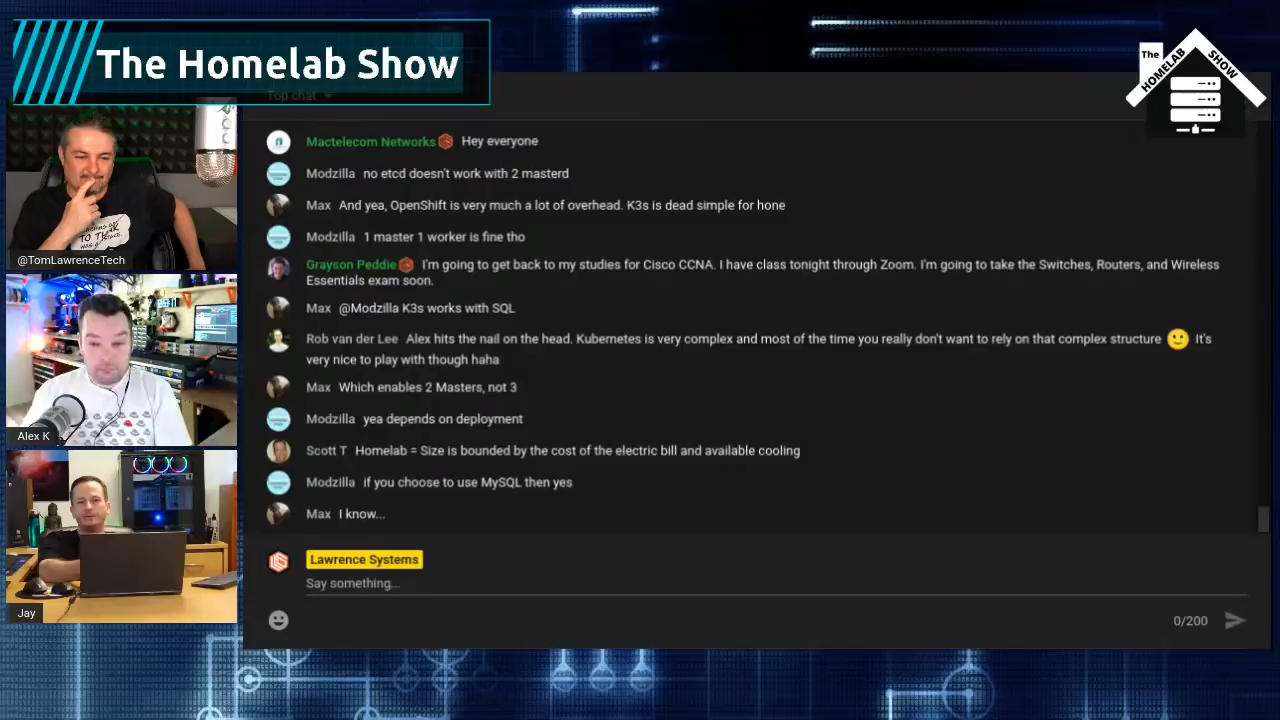 The Homelab Show
The
HOMELAB
SHOW
Top chat
Mactelecom Networks Hey everyone
Modzilla no etcd doesn't work with 2 masterd
Max And yea, OpenShift is very much a lot of overhead. K3s is dead simple for hone
Modzilla 1 master 1 worker is fine tho
Grayson Peddie I'm going to get back to my studies for Cisco CCNA. I have class tonight through Zoom. I'm going to take the Switches, Routers, and Wireless
Essentials exam soon.
Max @Modzilla K3s works with SQL
Rob van der Lee Alex hits the nail on the head. Kubernetes is very complex and most of the time you really don't want to rely on that complex structure 🙂 It's
very nice to play with though haha
Max Which enables 2 Masters, not 3
Modzilla yea depends on deployment
Scott T Homelab = Size is bounded by the cost of the electric bill and available cooling
Modzilla if you choose to use MySQL then yes
Max I know...
Lawrence Systems
Say something...
0/200
TO THINK
@TomLawrenceTech
Alex K
Jay